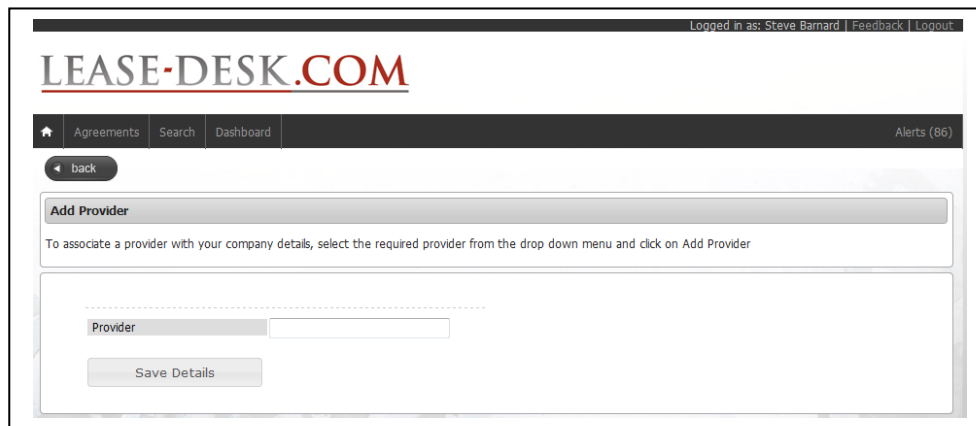 Logged in as: Steve Barnard | Feedback | Logout
LEASE-DESK.COM
Agreements Search Dashboard Alerts (86)
back
Add Provider
To associate a provider with your company details, select the required provider from the drop down menu and click on Add Provider
Provider
Save Details